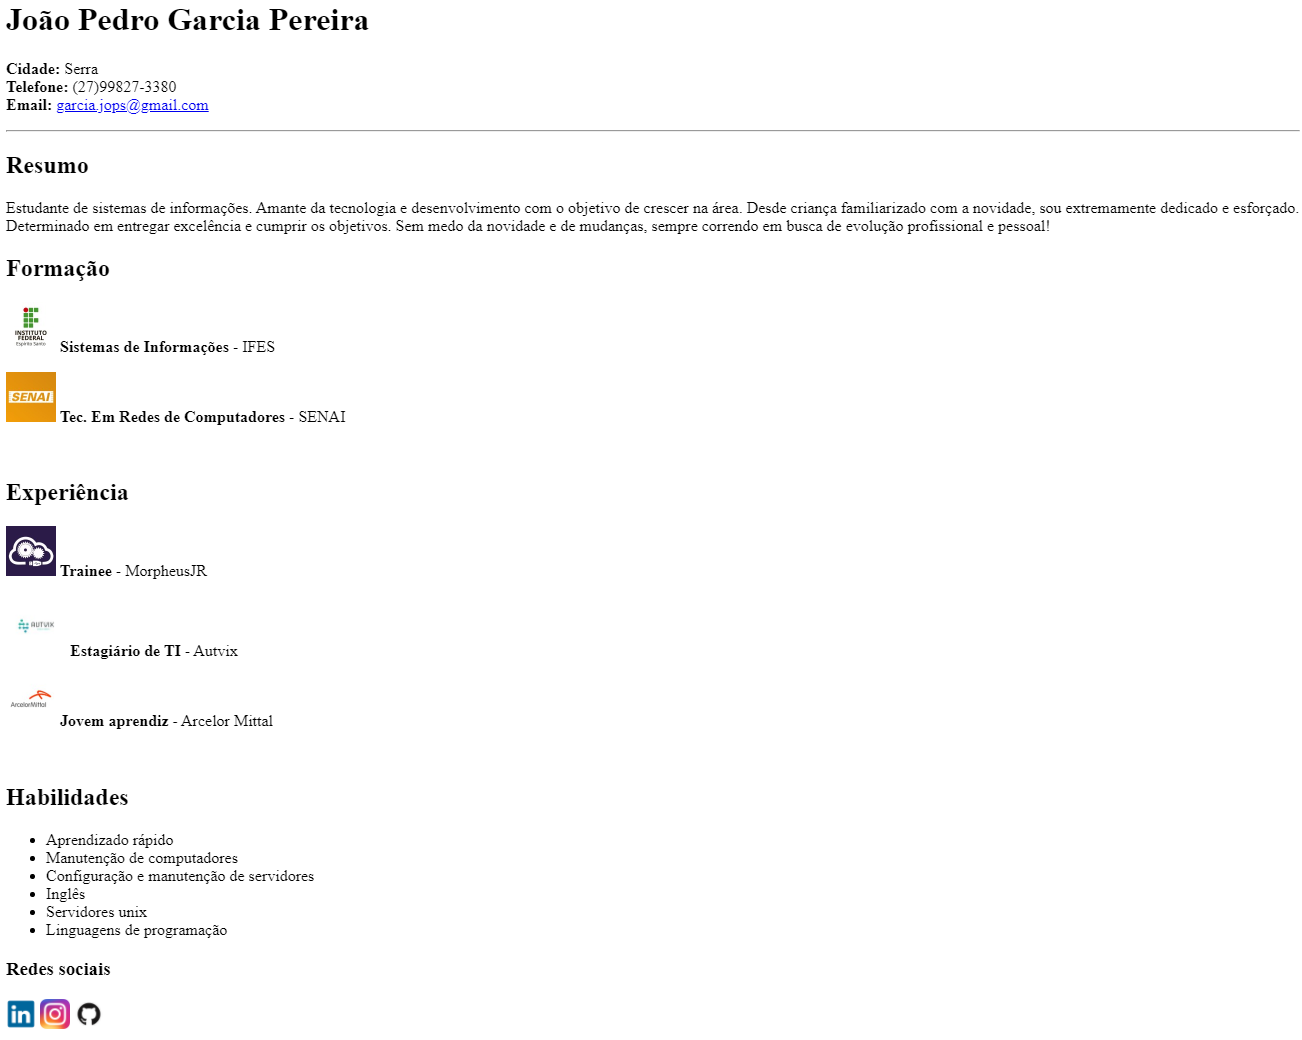 João Pedro Garcia Pereira
Cidade: Serra
Telefone: (27)99827-3380
Email: garcia.jops@gmail.com
Resumo
Estudante de sistemas de informações. Amante da tecnologia e desenvolvimento com o objetivo de crescer na área. Desde criança familiarizado com a novidade, sou extremamente dedicado e esforçado.
Determinado em entregar excelência e cumprir os objetivos. Sem medo da novidade e de mudanças, sempre correndo em busca de evolução profissional e pessoal!
Formação
INSTITUTO
FEDERAL
Espírito Santo
Sistemas de Informações - IFES
SENAI
Tec. Em Redes de Computadores - SENAI
Experiência
Trainee - MorpheusJR
AUTVIX
Estagiário de TI - Autvix
ArcelorMittal
Jovem aprendiz - Arcelor Mittal
Habilidades
• Aprendizado rápido
• Manutenção de computadores
• Configuração e manutenção de servidores
• Inglês
• Servidores unix
• Linguagens de programação
Redes sociais
in